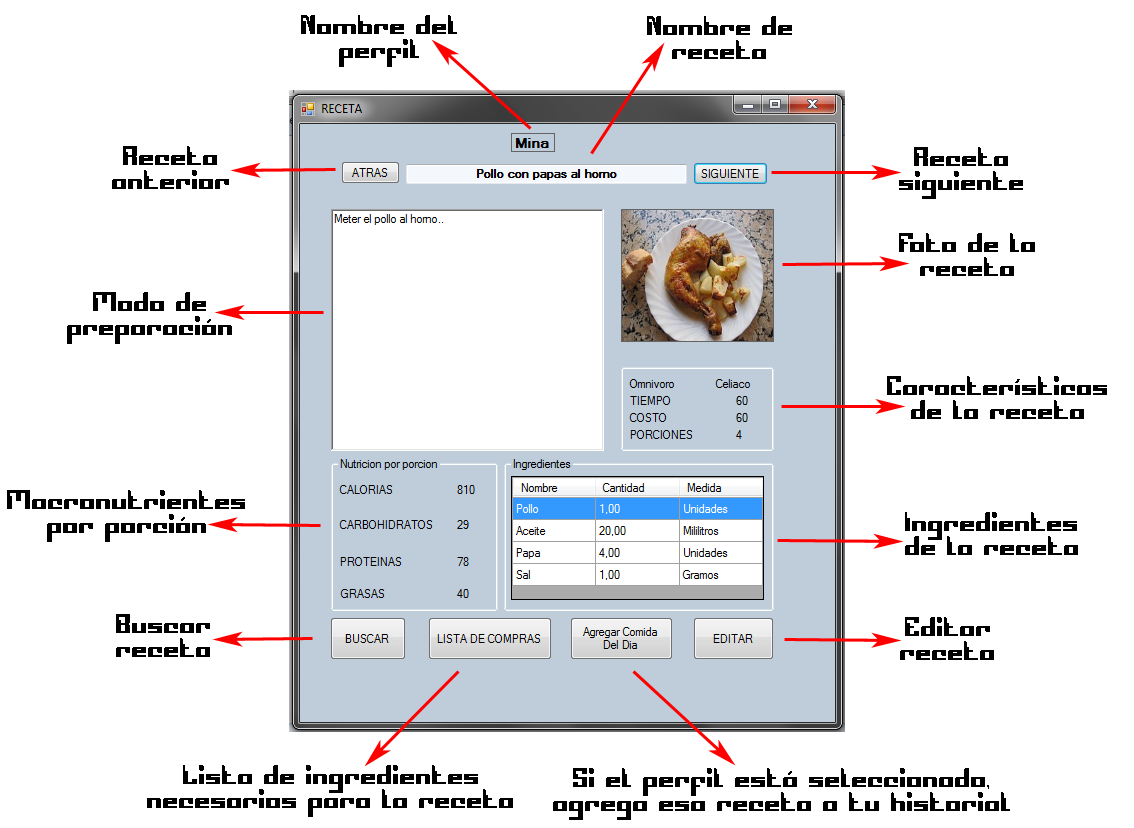 Nombre del
perfil
Nombre de
receta
RECETA
Mina
Receta
anterior
ATRAS
Pollo con papas al horno
SIGUIENTE
Receta
siguiente
Meter el pollo al horno..
Foto de la
receta
Modo de
preparación
Omnivoro Celiaco
TIEMPO 60
COSTO 60
PORCIONES 4
Características
de la receta
Nutricion por porcion
CALORIAS 810
CARBOHIDRATOS 29
PROTEINAS 78
GRASAS 40
Macronutrientes
por porción
Ingredientes
Nombre Cantidad Medida
Pollo 1,00 Unidades
Aceite 20,00 Mililitros
Papa 4,00 Unidades
Sal 1,00 Gramos
Ingredientes
de la receta
Buscar
receta
BUSCAR
LISTA DE COMPRAS
Agregar Comida
Del Dia
EDITAR
Editar
receta
Lista de ingredientes
necesarios para la receta
Si el perfil está seleccionado,
agrega esa receta a tu historial